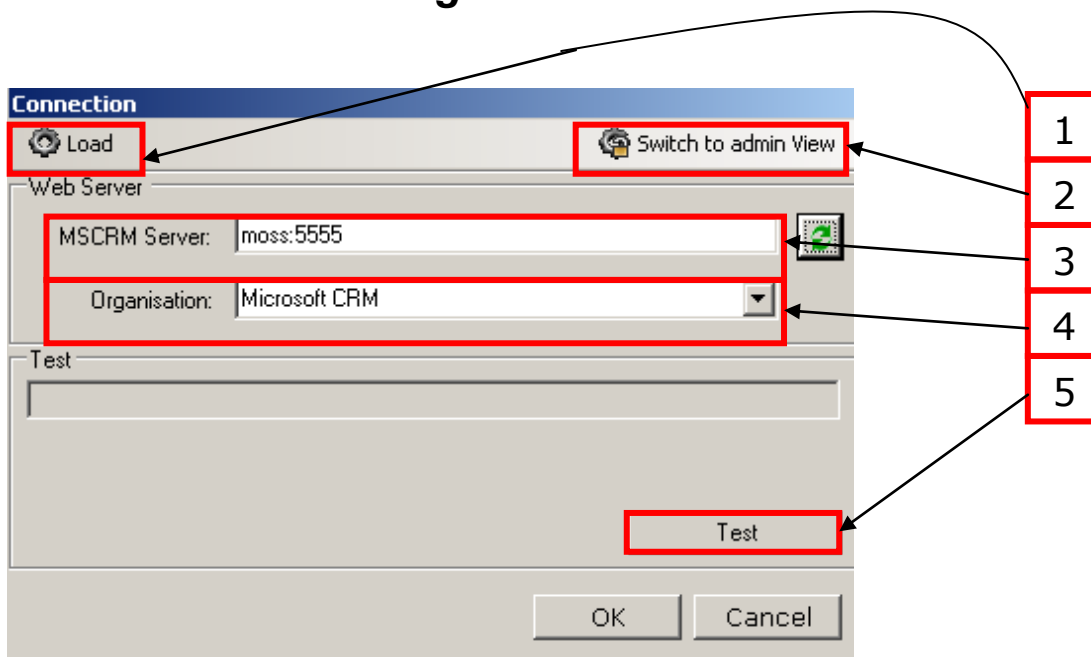 g
Connection
Load
Switch to admin View
Web Server
MSCRM Server:
moss:5555
Organisation:
Microsoft CRM
Test
Test
OK
Cancel
1
2
3
4
5